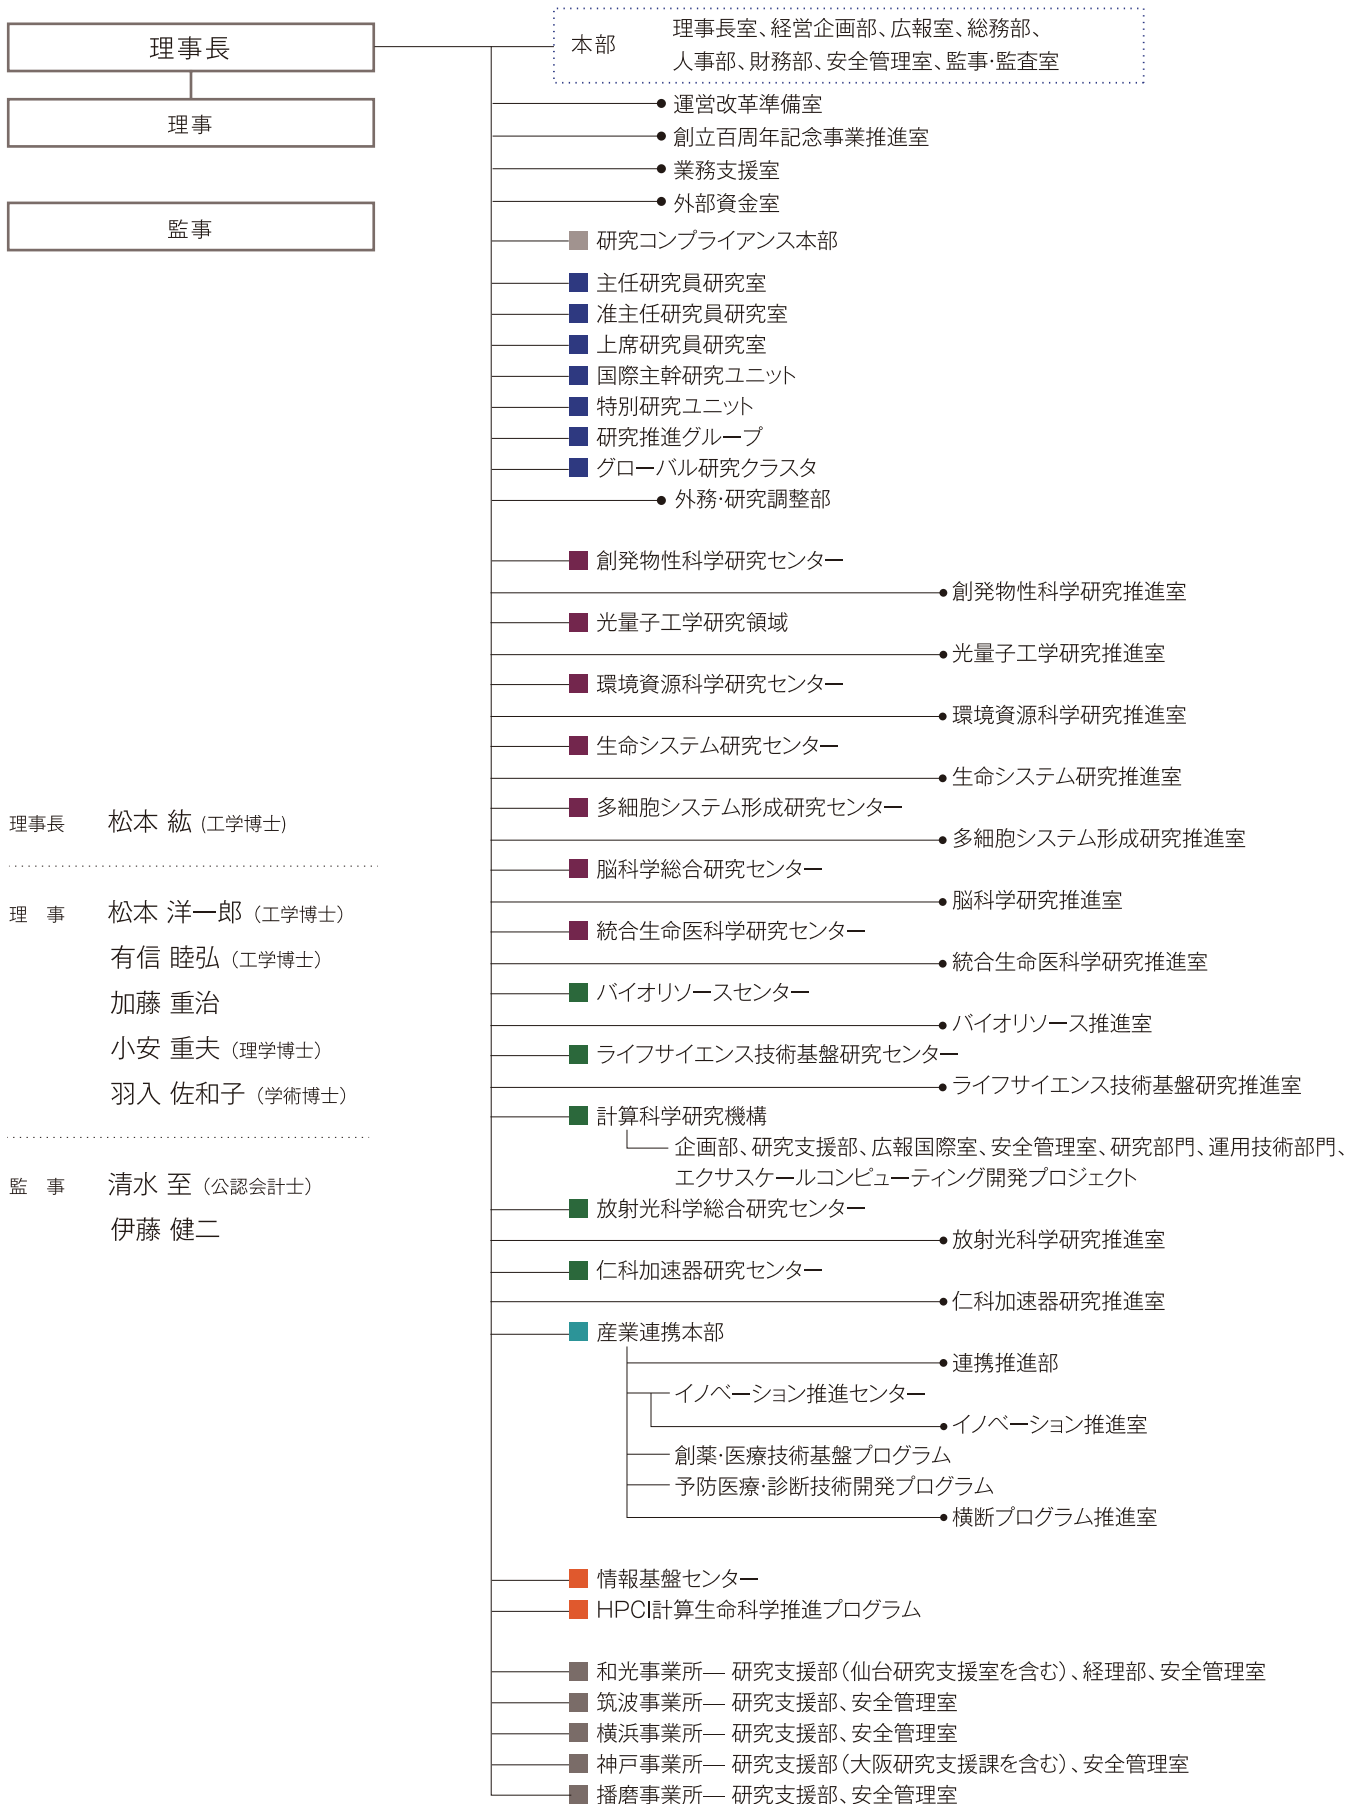 理事長
理事
監事
本部
理事長室、経営企画部、広報室、総務部、
人事部、財務部、安全管理室、監事・監査室
運営改革準備室
創立百周年記念事業推進室
業務支援室
外部資金室
研究コンプライアンス本部
主任研究員研究室
准主任研究員研究室
上席研究員研究室
国際主幹研究ユニット
特別研究ユニット
研究推進グループ
グローバル研究クラスタ
外務・研究調整部
創発物性科学研究センター
創発物性科学研究推進室
光量子工学研究領域
光量子工学研究推進室
環境資源科学研究センター
環境資源科学研究推進室
生命システム研究センター
生命システム研究推進室
多細胞システム形成研究センター
多細胞システム形成研究推進室
脳科学総合研究センター
脳科学研究推進室
統合生命医科学研究センター
統合生命医科学研究推進室
バイオリソースセンター
バイオリソース推進室
ライフサイエンス技術基盤研究センター
ライフサイエンス技術基盤研究推進室
計算科学研究機構
企画部、研究支援部、広報国際室、安全管理室、研究部門、運用技術部門、
エクサスケールコンピューティング開発プロジェクト
放射光科学総合研究センター
放射光科学研究推進室
仁科加速器研究センター
仁科加速器研究推進室
産業連携本部
連携推進部
イノベーション推進センター
イノベーション推進室
創薬・医療技術基盤プログラム
予防医療・診断技術開発プログラム
横断プログラム推進室
情報基盤センター
HPCI計算生命科学推進プログラム
和光事業所― 研究支援部（仙台研究支援室を含む）、経理部、安全管理室
筑波事業所― 研究支援部、安全管理室
横浜事業所― 研究支援部、安全管理室
神戸事業所― 研究支援部（大阪研究支援課を含む）、安全管理室
播磨事業所― 研究支援部、安全管理室
理事長 松本 紘 (工学博士)
理 事 松本 洋一郎（工学博士）
有信 睦弘（工学博士）
加藤 重治
小安 重夫（理学博士）
羽入 佐和子（学術博士）
監 事 清水 至（公認会計士）
伊藤 健二